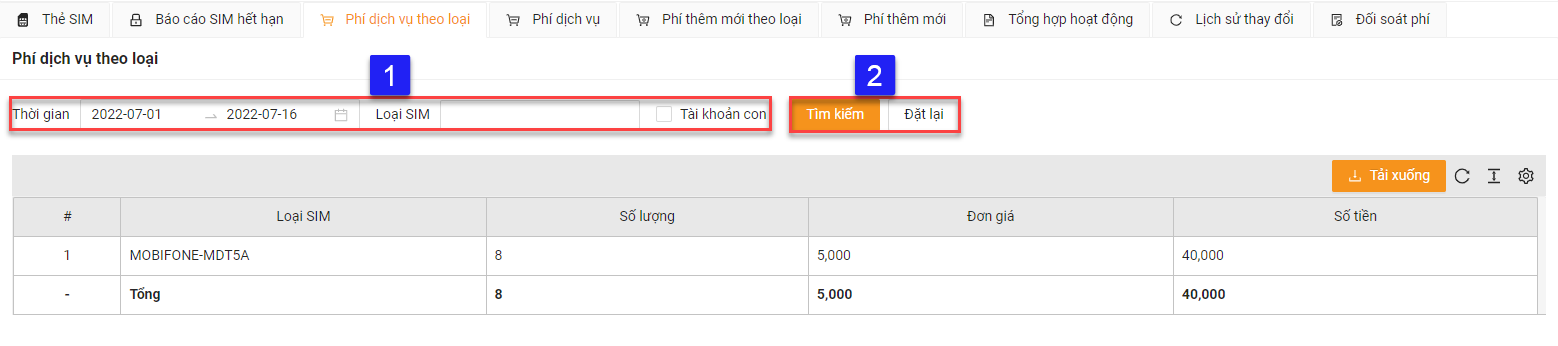 Thẻ SIM Báo cáo SIM hết hạn Phí dịch vụ theo loại Phí dịch vụ Phí thêm mới theo loại Phí thêm mới Tổng hợp hoạt động Lịch sử thay đổi Đối soát phí
Phí dịch vụ theo loại
1 2
Thời gian 2022-07-01 → 2022-07-16 Loại SIM Tài khoản con Tìm kiếm Đặt lại
Tải xuống
# Loại SIM Số lượng Đơn giá Số tiền
1 MOBIFONE-MDT5A 8 5,000 40,000
- Tổng 8 5,000 40,000